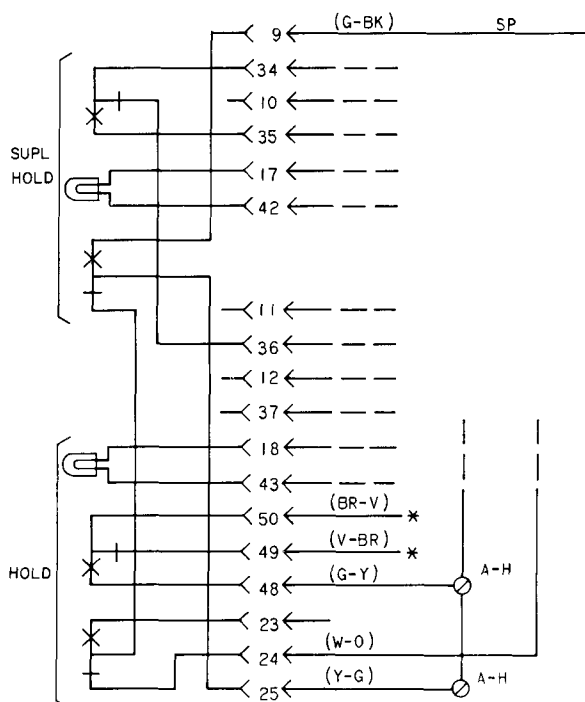 9 (G-BK) SP
34
10
35
SUPL
HOLD
17
42
11
36
12
37
18
43
50 (BR-V) *
49 (V-BR) *
HOLD
48 (G-Y) A-H
23
24 (W-O)
25 (Y-G) A-H